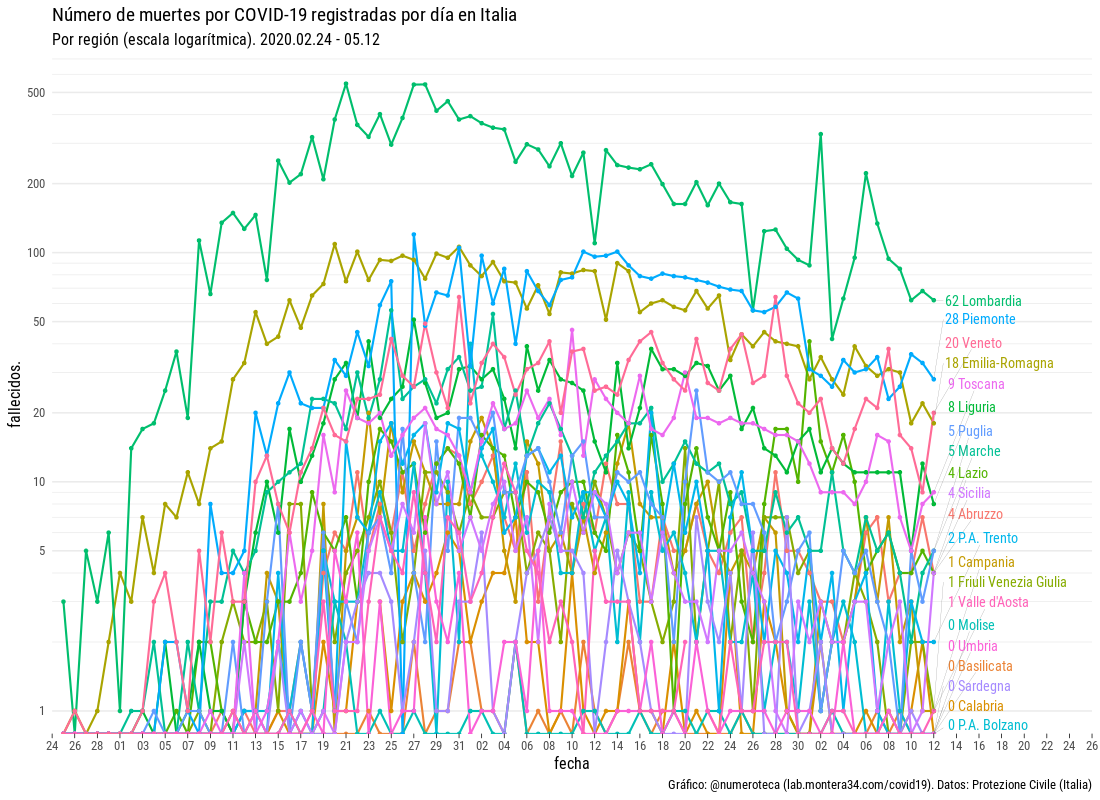 Número de muertes por COVID-19 registradas por día en Italia
Por región (escala logarítmica). 2020.02.24 - 05.12
fallecidos.
500
200
100
50
20
10
5
1
62 Lombardia
28 Piemonte
20 Veneto
18 Emilia-Romagna
9 Toscana
8 Liguria
5 Puglia
5 Marche
4 Lazio
4 Sicilia
4 Abruzzo
2 P.A. Trento
1 Campania
1 Friuli Venezia Giulia
1 Valle d'Aosta
0 Molise
0 Umbria
0 Basilicata
0 Sardegna
0 Calabria
0 P.A. Bolzano
24 26 28 01 03 05 07 09 11 13 15 17 19 21 23 25 27 29 31 02 04 06 08 10 12 14 16 18 20 22 24 26 28 30 02 04 06 08 10 12 14 16 18 20 22 24 26
fecha
Gráfico: @numeroteca (lab.montera34.com/covid19). Datos: Protezione Civile (Italia)